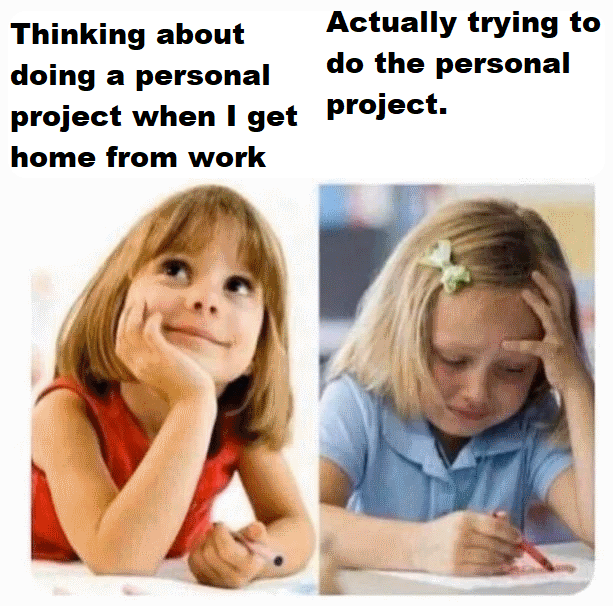 Thinking about
doing a personal
project when I get
home from work
Actually trying to
do the personal
project.